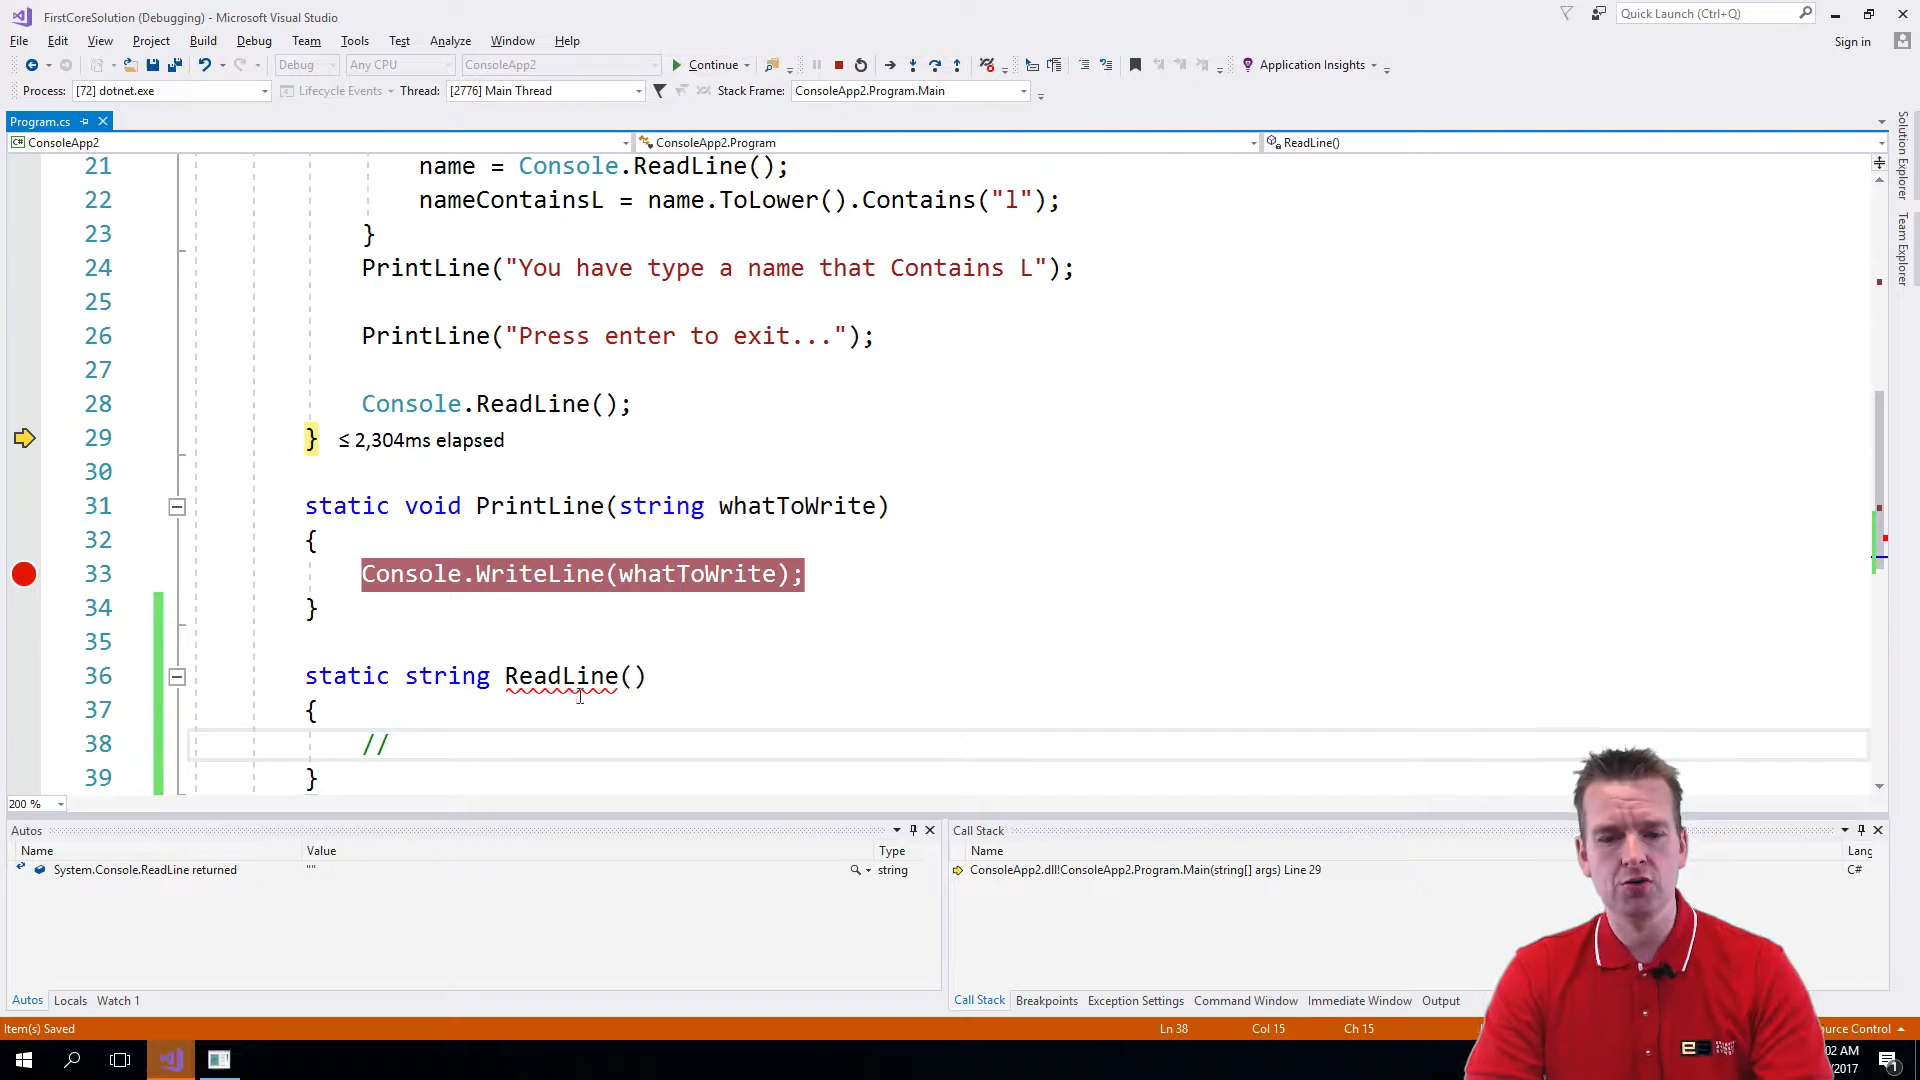 FirstCoreSolution (Debugging) - Microsoft Visual Studio
Quick Launch (Ctrl+Q)
File Edit View Project Build Debug Team Tools Test Analyze Window Help
Sign in
Debug Any CPU ConsoleApp2 Continue Application Insights
Process: [72] dotnet.exe Lifecycle Events Thread: [2776] Main Thread Stack Frame: ConsoleApp2.Program.Main
Program.cs
C# ConsoleApp2 ConsoleApp2.Program ReadLine()
Solution Explorer
Team Explorer
21 name = Console.ReadLine();
22 nameContainsL = name.ToLower().Contains("l");
23 }
24 PrintLine("You have type a name that Contains L");
25
26 PrintLine("Press enter to exit...");
27
28 Console.ReadLine();
29 } ≤ 2,304ms elapsed
30
31 static void PrintLine(string whatToWrite)
32 {
33 Console.WriteLine(whatToWrite);
34 }
35
36 static string ReadLine()
37 {
38 //
39 }
200 %
Autos
Name Value Type
System.Console.ReadLine returned "" string
Autos Locals Watch 1
Call Stack
Name Lang
ConsoleApp2.dll!ConsoleApp2.Program.Main(string[] args) Line 29 C#
Call Stack Breakpoints Exception Settings Command Window Immediate Window Output
Item(s) Saved Ln 38 Col 15 Ch 15 ource Control
02 AM
/2017
1